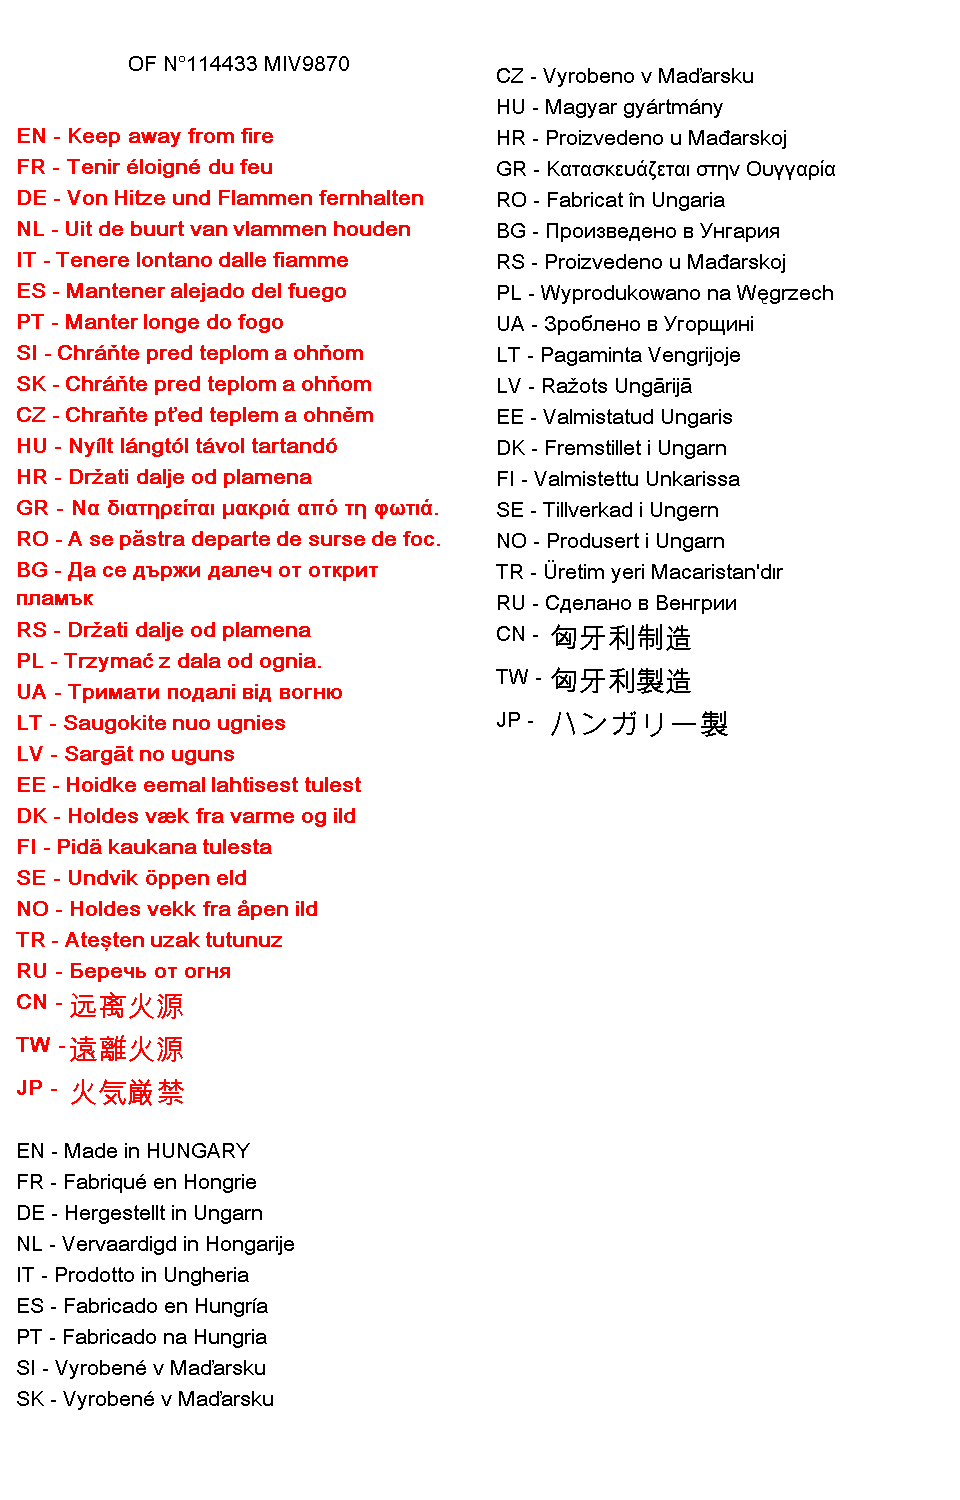 OF N°114433 MIV9870
EN - Keep away from fire
FR - Tenir éloigné du feu
DE - Von Hitze und Flammen fernhalten
NL - Uit de buurt van vlammen houden
IT - Tenere lontano dalle fiamme
ES - Mantener alejado del fuego
PT - Manter longe do fogo
SI - Chráňte pred teplom a ohňom
SK - Chráňte pred teplom a ohňom
CZ - Chraňte pťed teplem a ohněm
HU - Nyílt lángtól távol tartandó
HR - Držati dalje od plamena
GR - Να διατηρείται μακριά από τη φωτιά.
RO - A se păstra departe de surse de foc.
BG - Да се държи далеч от открит
пламък
RS - Držati dalje od plamena
PL - Trzymać z dala od ognia.
UA - Тримати подалі від вогню
LT - Saugokite nuo ugnies
LV - Sargāt no uguns
EE - Hoidke eemal lahtisest tulest
DK - Holdes væk fra varme og ild
FI - Pidä kaukana tulesta
SE - Undvik öppen eld
NO - Holdes vekk fra åpen ild
TR - Ateşten uzak tutunuz
RU - Беречь от огня
CN - 远离火源
TW - 遠離火源
JP - 火気厳禁
EN - Made in HUNGARY
FR - Fabriqué en Hongrie
DE - Hergestellt in Ungarn
NL - Vervaardigd in Hongarije
IT - Prodotto in Ungheria
ES - Fabricado en Hungría
PT - Fabricado na Hungria
SI - Vyrobené v Maďarsku
SK - Vyrobené v Maďarsku
CZ - Vyrobeno v Maďarsku
HU - Magyar gyártmány
HR - Proizvedeno u Mađarskoj
GR - Κατασκευάζεται στην Ουγγαρία
RO - Fabricat în Ungaria
BG - Произведено в Унгария
RS - Proizvedeno u Mađarskoj
PL - Wyprodukowano na Węgrzech
UA - Зроблено в Угорщині
LT - Pagaminta Vengrijoje
LV - Ražots Ungārijā
EE - Valmistatud Ungaris
DK - Fremstillet i Ungarn
FI - Valmistettu Unkarissa
SE - Tillverkad i Ungern
NO - Produsert i Ungarn
TR - Üretim yeri Macaristan'dır
RU - Сделано в Венгрии
CN - 匈牙利制造
TW - 匈牙利製造
JP - ハンガリー製